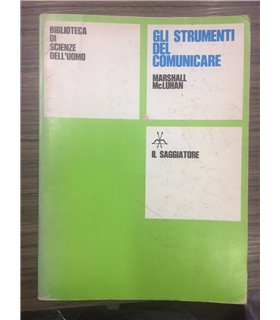 BIBLIOTECA
DI
SCIENZE
DELL'UOMO
GLI STRUMENTI
DEL
COMUNICARE
MARSHALL
McLUHAN
IL SAGGIATORE